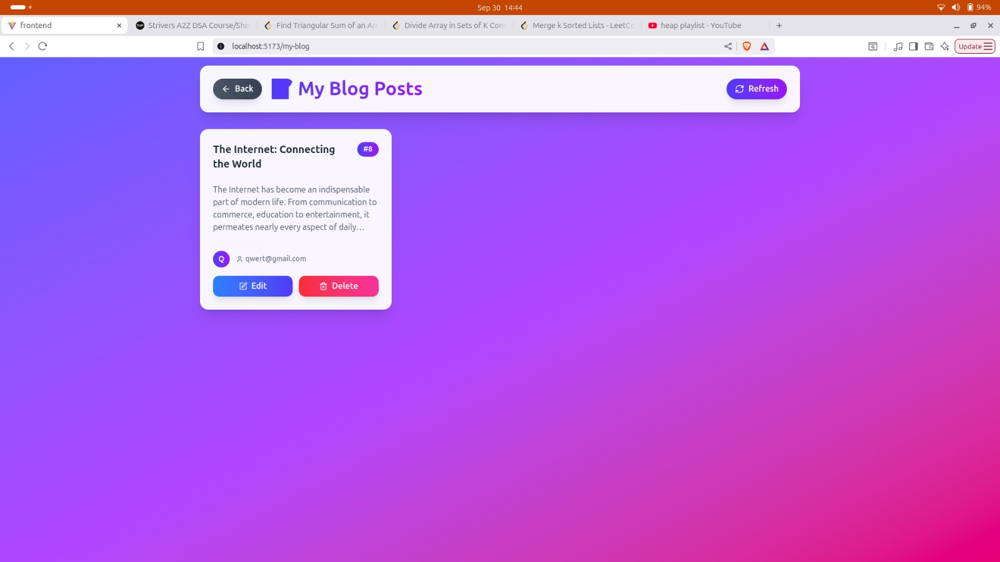 Sep 30 14:44
94%
frontend
Strivers A2Z DSA Course/She
Find Triangular Sum of an Arr
Divide Array in Sets of K Cons
Merge k Sorted Lists - LeetCo
heap playlist - YouTube
localhost:5173/my-blog
Update
Back
My Blog Posts
Refresh
The Internet: Connecting
the World
#8
The Internet has become an indispensable
part of modern life. From communication to
commerce, education to entertainment, it
permeates nearly every aspect of daily…
Q
qwert@gmail.com
Edit
Delete